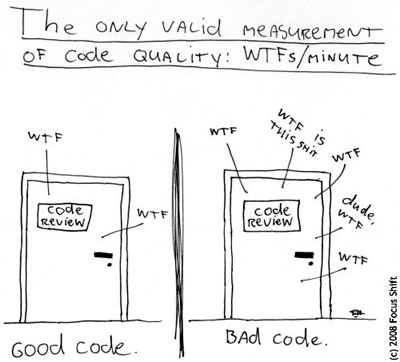 The only valid measurement
of code quality: WTFs/minute
WTF
code
review
WTF
Good code.
WTF
WTF is
this shit
WTF
code
review
dude,
WTF
WTF
Bad code.
(c) 2008 Focus Shift